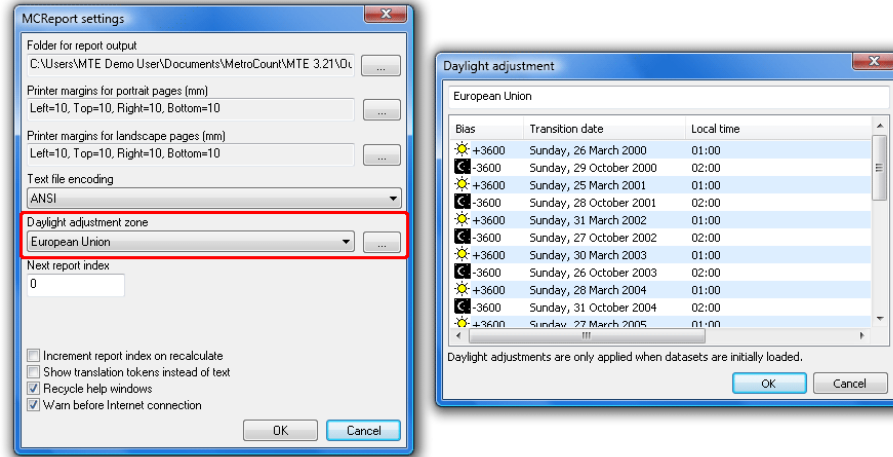 MCReport settings
Folder for report output
C:\Users\MTE Demo User\Documents\MetroCount\MTE 3.21\Ou
...
Printer margins for portrait pages (mm)
Left=10, Top=10, Right=10, Bottom=10
...
Printer margins for landscape pages (mm)
Left=10, Top=10, Right=10, Bottom=10
...
Text file encoding
ANSI
Daylight adjustment zone
European Union
...
Next report index
0
Increment report index on recalculate
Show translation tokens instead of text
Recycle help windows
Warn before Internet connection
OK Cancel
Daylight adjustment
European Union
Bias Transition date Local time
+3600 Sunday, 26 March 2000 01:00
-3600 Sunday, 29 October 2000 02:00
+3600 Sunday, 25 March 2001 01:00
-3600 Sunday, 28 October 2001 02:00
+3600 Sunday, 31 March 2002 01:00
-3600 Sunday, 27 October 2002 02:00
+3600 Sunday, 30 March 2003 01:00
-3600 Sunday, 26 October 2003 02:00
+3600 Sunday, 28 March 2004 01:00
-3600 Sunday, 31 October 2004 02:00
+3600 Sunday, 27 March 2005 01:00
Daylight adjustments are only applied when datasets are initially loaded.
OK Cancel